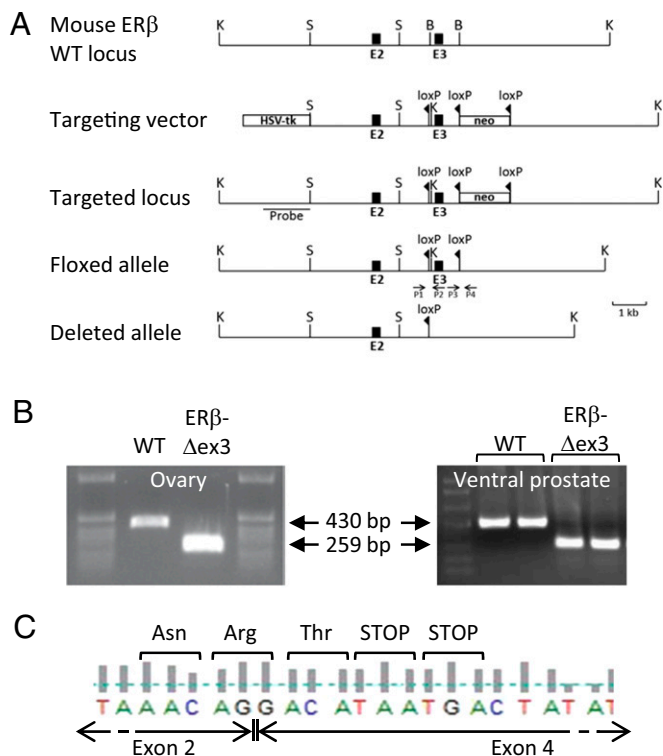 A
Mouse ERβ
WT locus
K S S B B K
E2 E3
Targeting vector
S S loxP K loxP loxP K
HSV-tk E2 E3 neo
Targeted locus
K S S loxP K loxP loxP K
Probe E2 E3 neo
Floxed allele
K S S loxP K loxP K
E2 E3
P1 P2 P3 P4
1 kb
Deleted allele
K S S loxP K
E2
B
WT ERβ-
Δex3
Ovary
430 bp
259 bp
WT ERβ-
Δex3
Ventral prostate
C
Asn Arg Thr STOP STOP
T A A A C A G G A C A T A A T G A C T A T A T
Exon 2 Exon 4